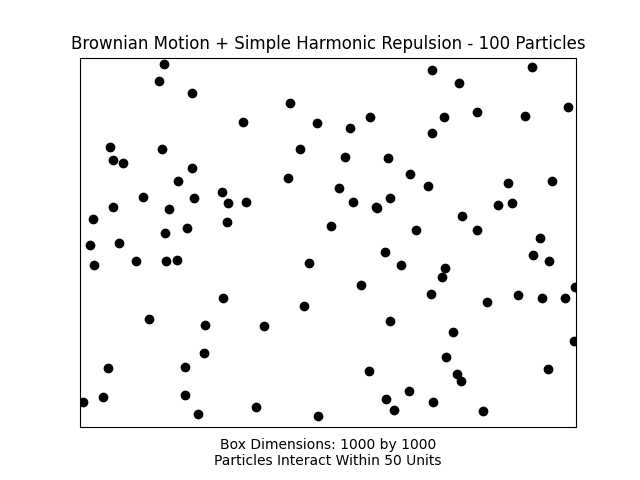 Brownian Motion + Simple Harmonic Repulsion - 100 Particles
Box Dimensions: 1000 by 1000
Particles Interact Within 50 Units